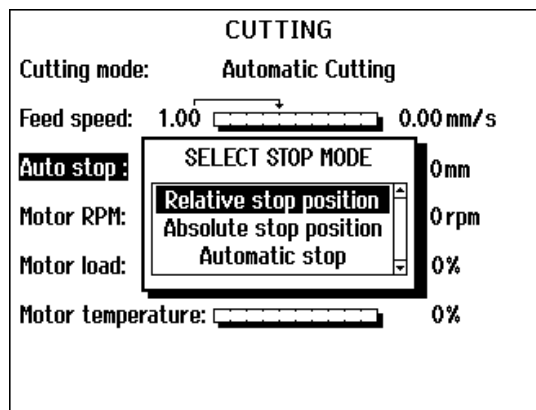 CUTTING
Cutting mode: Automatic Cutting
Feed speed: 1.00 0.00 mm/s
Auto stop : 0 mm
SELECT STOP MODE
Relative stop position
Absolute stop position
Automatic stop
Motor RPM: 0 rpm
Motor load: 0%
Motor temperature: 0%